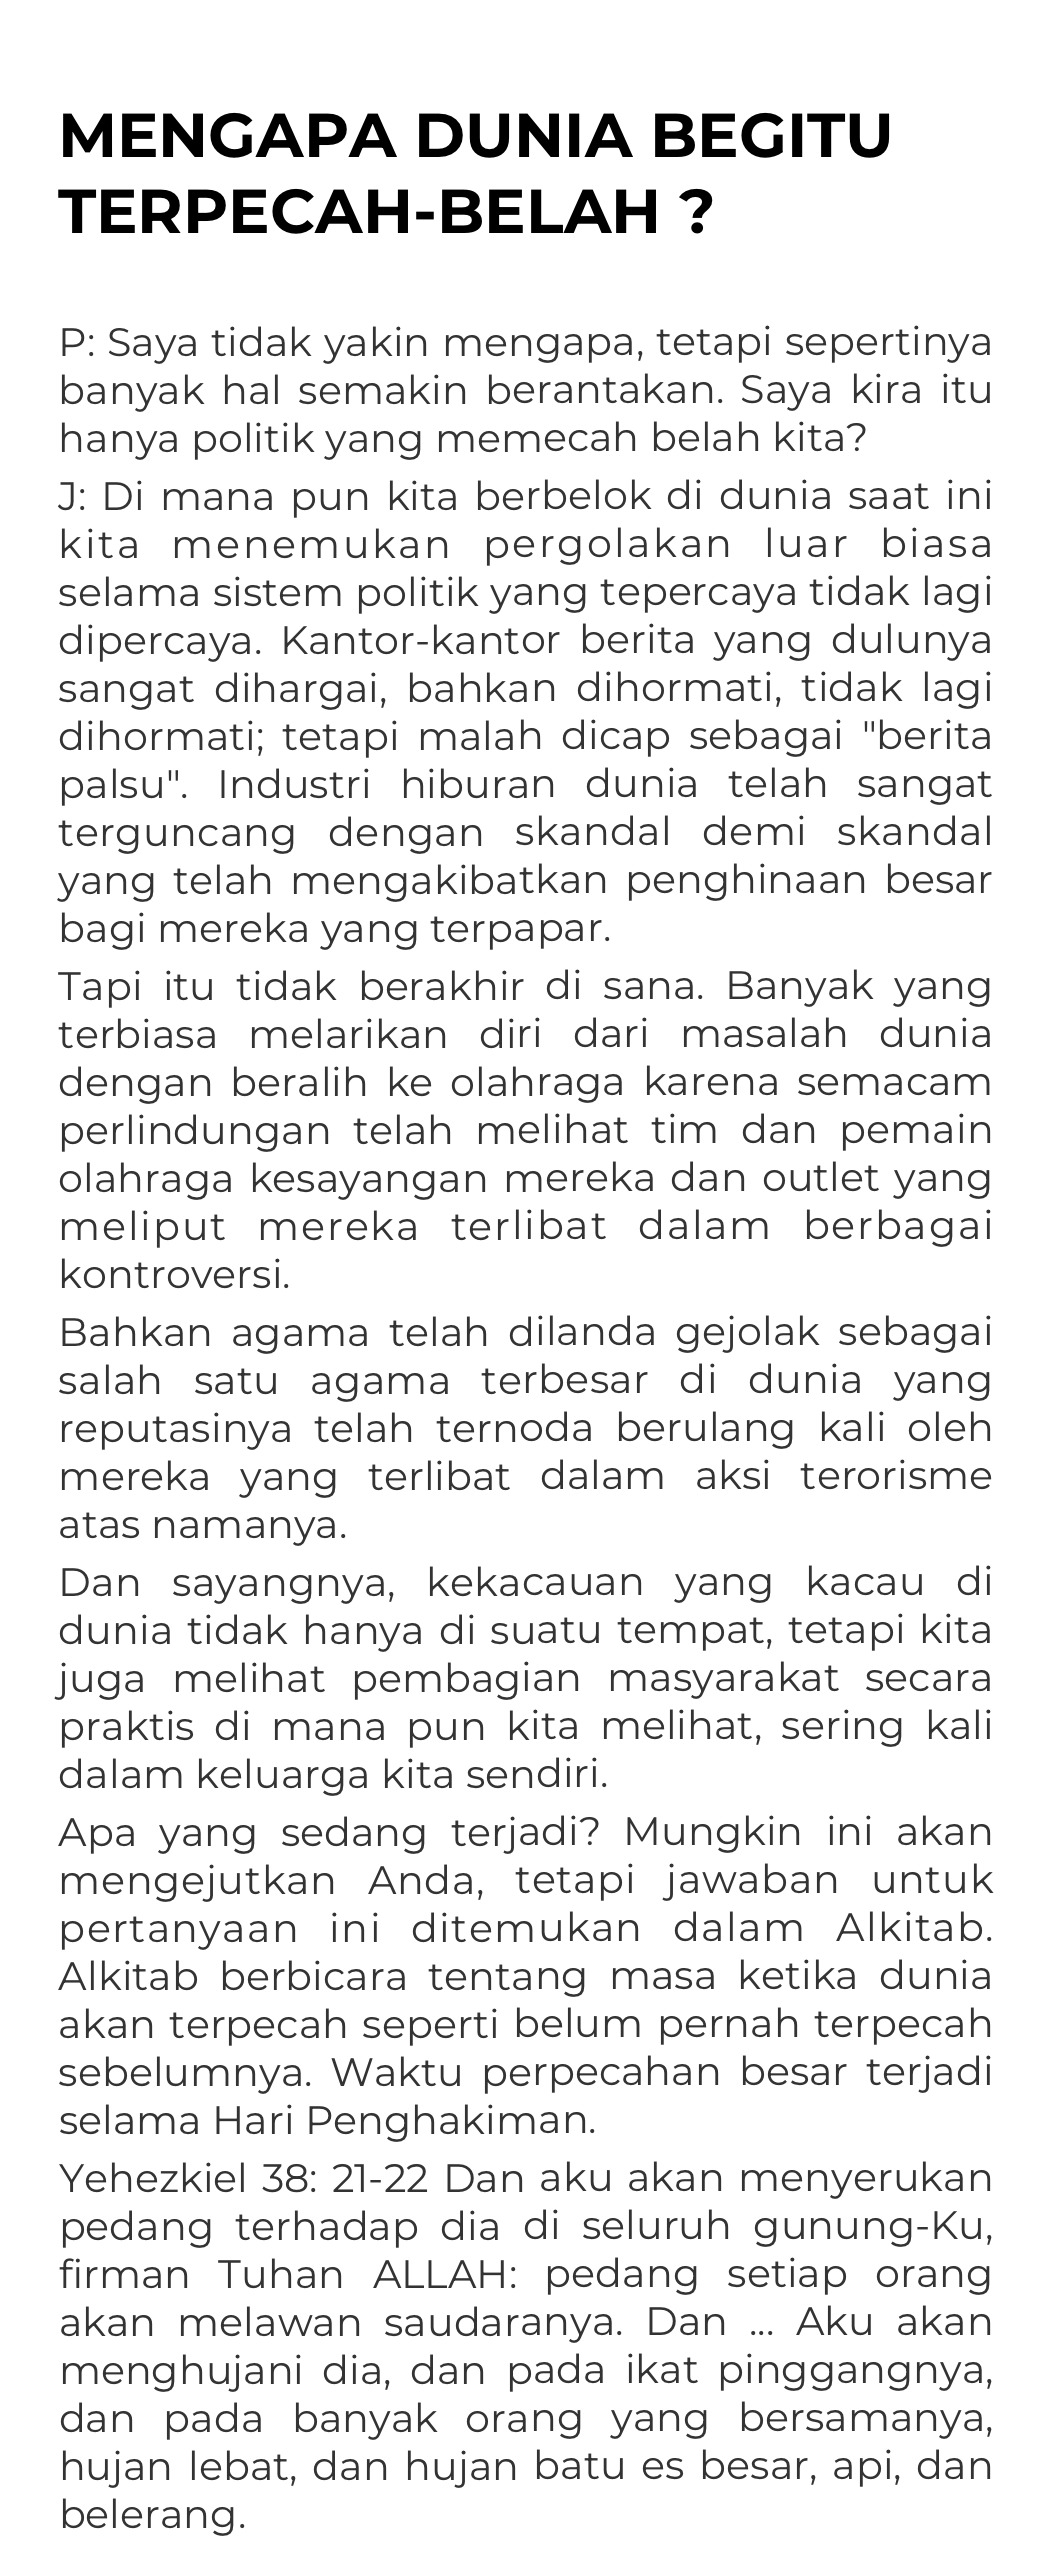 MENGAPA DUNIA BEGITU
TERPECAH-BELAH ?
P: Saya tidak yakin mengapa, tetapi sepertinya
banyak hal semakin berantakan. Saya kira itu
hanya politik yang memecah belah kita?
J: Di mana pun kita berbelok di dunia saat ini
kita menemukan pergolakan luar biasa
selama sistem politik yang tepercaya tidak lagi
dipercaya. Kantor-kantor berita yang dulunya
sangat dihargai, bahkan dihormati, tidak lagi
dihormati; tetapi malah dicap sebagai "berita
palsu". Industri hiburan dunia telah sangat
terguncang dengan skandal demi skandal
yang telah mengakibatkan penghinaan besar
bagi mereka yang terpapar.
Tapi itu tidak berakhir di sana. Banyak yang
terbiasa melarikan diri dari masalah dunia
dengan beralih ke olahraga karena semacam
perlindungan telah melihat tim dan pemain
olahraga kesayangan mereka dan outlet yang
meliput mereka terlibat dalam berbagai
kontroversi.
Bahkan agama telah dilanda gejolak sebagai
salah satu agama terbesar di dunia yang
reputasinya telah ternoda berulang kali oleh
mereka yang terlibat dalam aksi terorisme
atas namanya.
Dan sayangnya, kekacauan yang kacau di
dunia tidak hanya di suatu tempat, tetapi kita
juga melihat pembagian masyarakat secara
praktis di mana pun kita melihat, sering kali
dalam keluarga kita sendiri.
Apa yang sedang terjadi? Mungkin ini akan
mengejutkan Anda, tetapi jawaban untuk
pertanyaan ini ditemukan dalam Alkitab.
Alkitab berbicara tentang masa ketika dunia
akan terpecah seperti belum pernah terpecah
sebelumnya. Waktu perpecahan besar terjadi
selama Hari Penghakiman.
Yehezkiel 38: 21-22 Dan aku akan menyerukan
pedang terhadap dia di seluruh gunung-Ku,
firman Tuhan ALLAH: pedang setiap orang
akan melawan saudaranya. Dan ... Aku akan
menghujani dia, dan pada ikat pinggangnya,
dan pada banyak orang yang bersamanya,
hujan lebat, dan hujan batu es besar, api, dan
belerang.